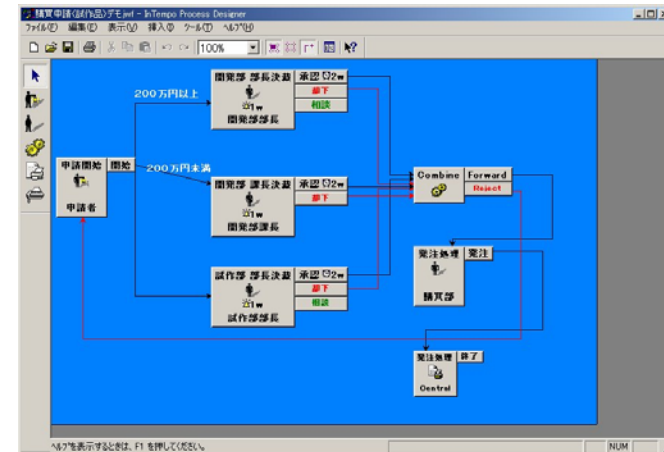 購買申請(試作品)デモ.jwf - InTempo Process Designer
ファイル(F) 編集(E) 表示(V) 挿入(I) ツール(T) ヘルプ(H)
100%
200万円以上
開発部 部長決裁 承認 2w
却下
相談
1w
開発部部長
申請開始 開始
申請者
200万円未満
開発部 課長決裁 承認 2w
却下
1w
開発部課長
Combine Forward
Reject
試作部 部長決裁 承認 2w
却下
相談
1w
試作部部長
発注処理 発注
購買部
発注処理 終了
Central
ヘルプを表示するときは、F1 を押してください。
NUM